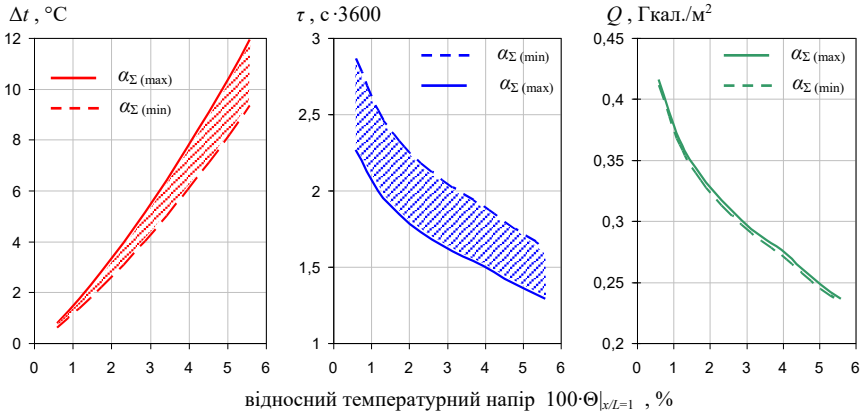 Δt , °C
12
10
8
6
4
2
0
0 1 2 3 4 5 6
α_Σ (max)
α_Σ (min)
τ , с·3600
3
2,5
2
1,5
1
0 1 2 3 4 5 6
α_Σ (min)
α_Σ (max)
Q , Гкал./м²
0,45
0,4
0,35
0,3
0,25
0,2
0 1 2 3 4 5 6
α_Σ (max)
α_Σ (min)
відносний температурний напір 100·Θ|x/L=1 , %